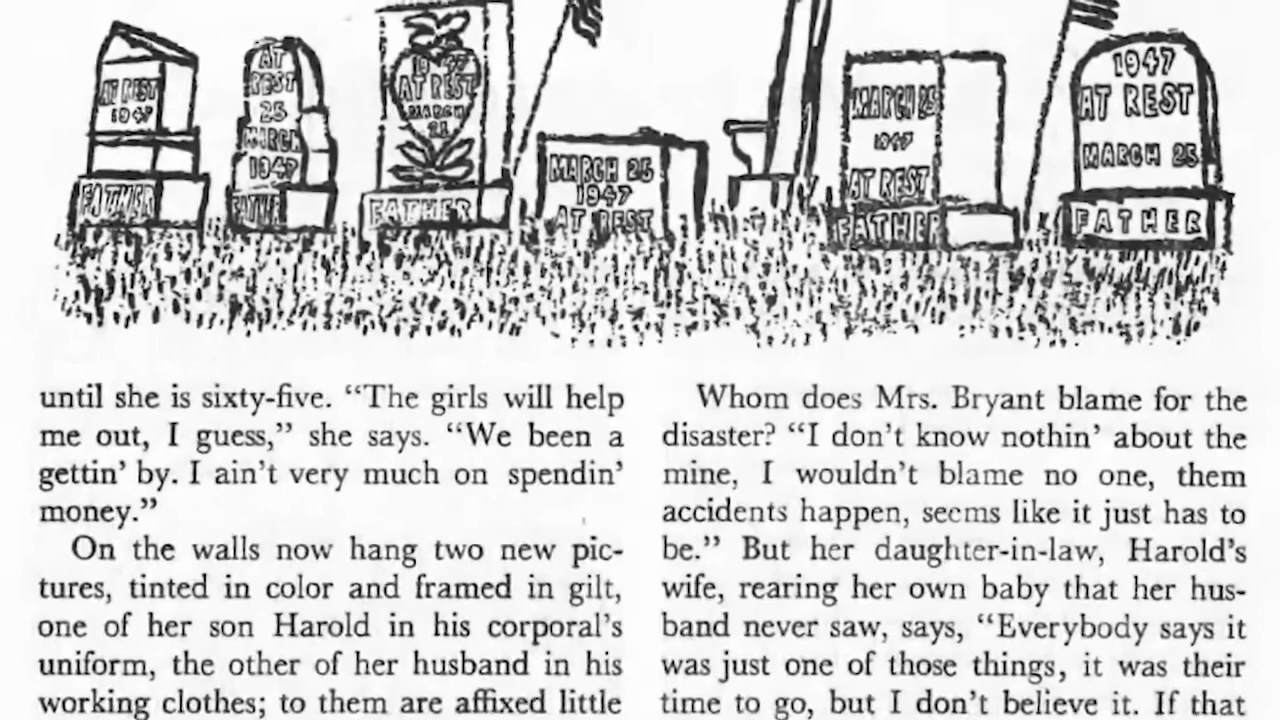 AT REST
1947
FATHER
AT
REST
25
MARCH
1947
FATHER
1947
AT REST
MARCH
FATHER
MARCH 25
1947
AT REST
MARCH 25
1947
AT REST
FATHER
1947
AT REST
MARCH 25
FATHER
until she is sixty-five. “The girls will help
me out, I guess,” she says. “We been a
gettin’ by. I ain’t very much on spendin’
money.”
On the walls now hang two new pic-
tures, tinted in color and framed in gilt,
one of her son Harold in his corporal’s
uniform, the other of her husband in his
working clothes; to them are affixed little
Whom does Mrs. Bryant blame for the
disaster? “I don’t know nothin’ about the
mine, I wouldn’t blame no one, them
accidents happen, seems like it just has to
be.” But her daughter-in-law, Harold’s
wife, rearing her own baby that her hus-
band never saw, says, “Everybody says it
was just one of those things, it was their
time to go, but I don’t believe it. If that